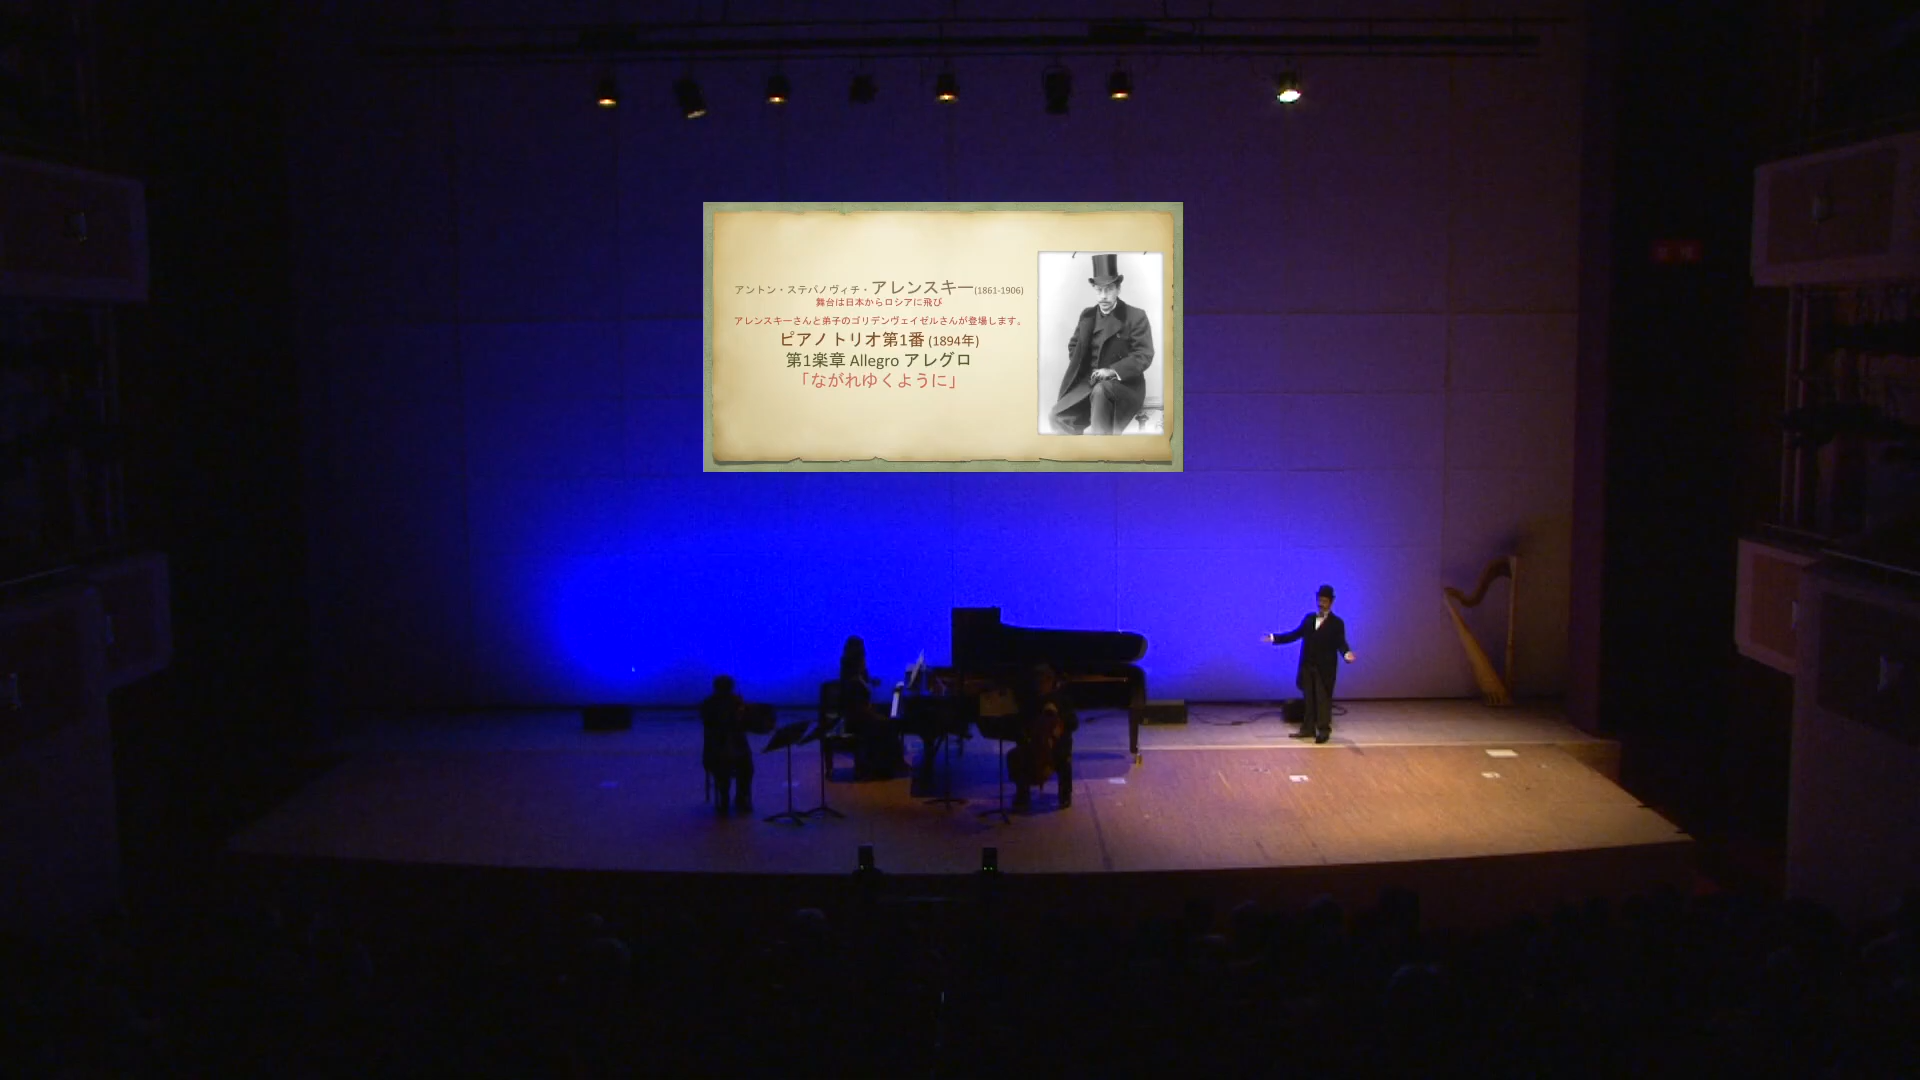 アントン・ステパノヴィチ・アレンスキー(1861-1906)
舞台は日本からロシアに飛び
アレンスキーさんと弟子のゴリデンヴェイゼルさんが登場します。
ピアノトリオ第1番 (1894年)
第1楽章 Allegro アレグロ
「ながれゆくように」